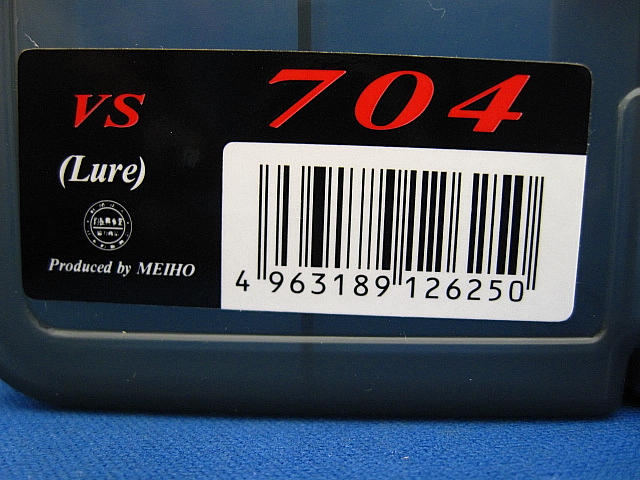 VS 704
(Lure)
Produced by MEIHO
4 963189 126250